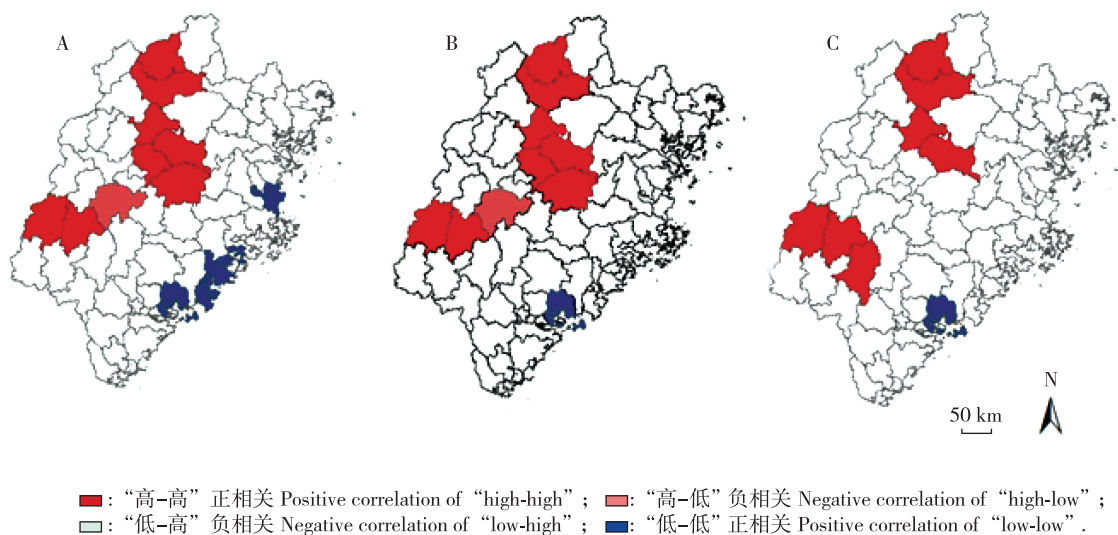 A
B
C
N
50 km
：“高–高”正相关 Positive correlation of “high-high”；
：“高–低”负相关 Negative correlation of “high-low”；
：“低–高”负相关 Negative correlation of “low-high”；
：“低–低”正相关 Positive correlation of “low-low”.